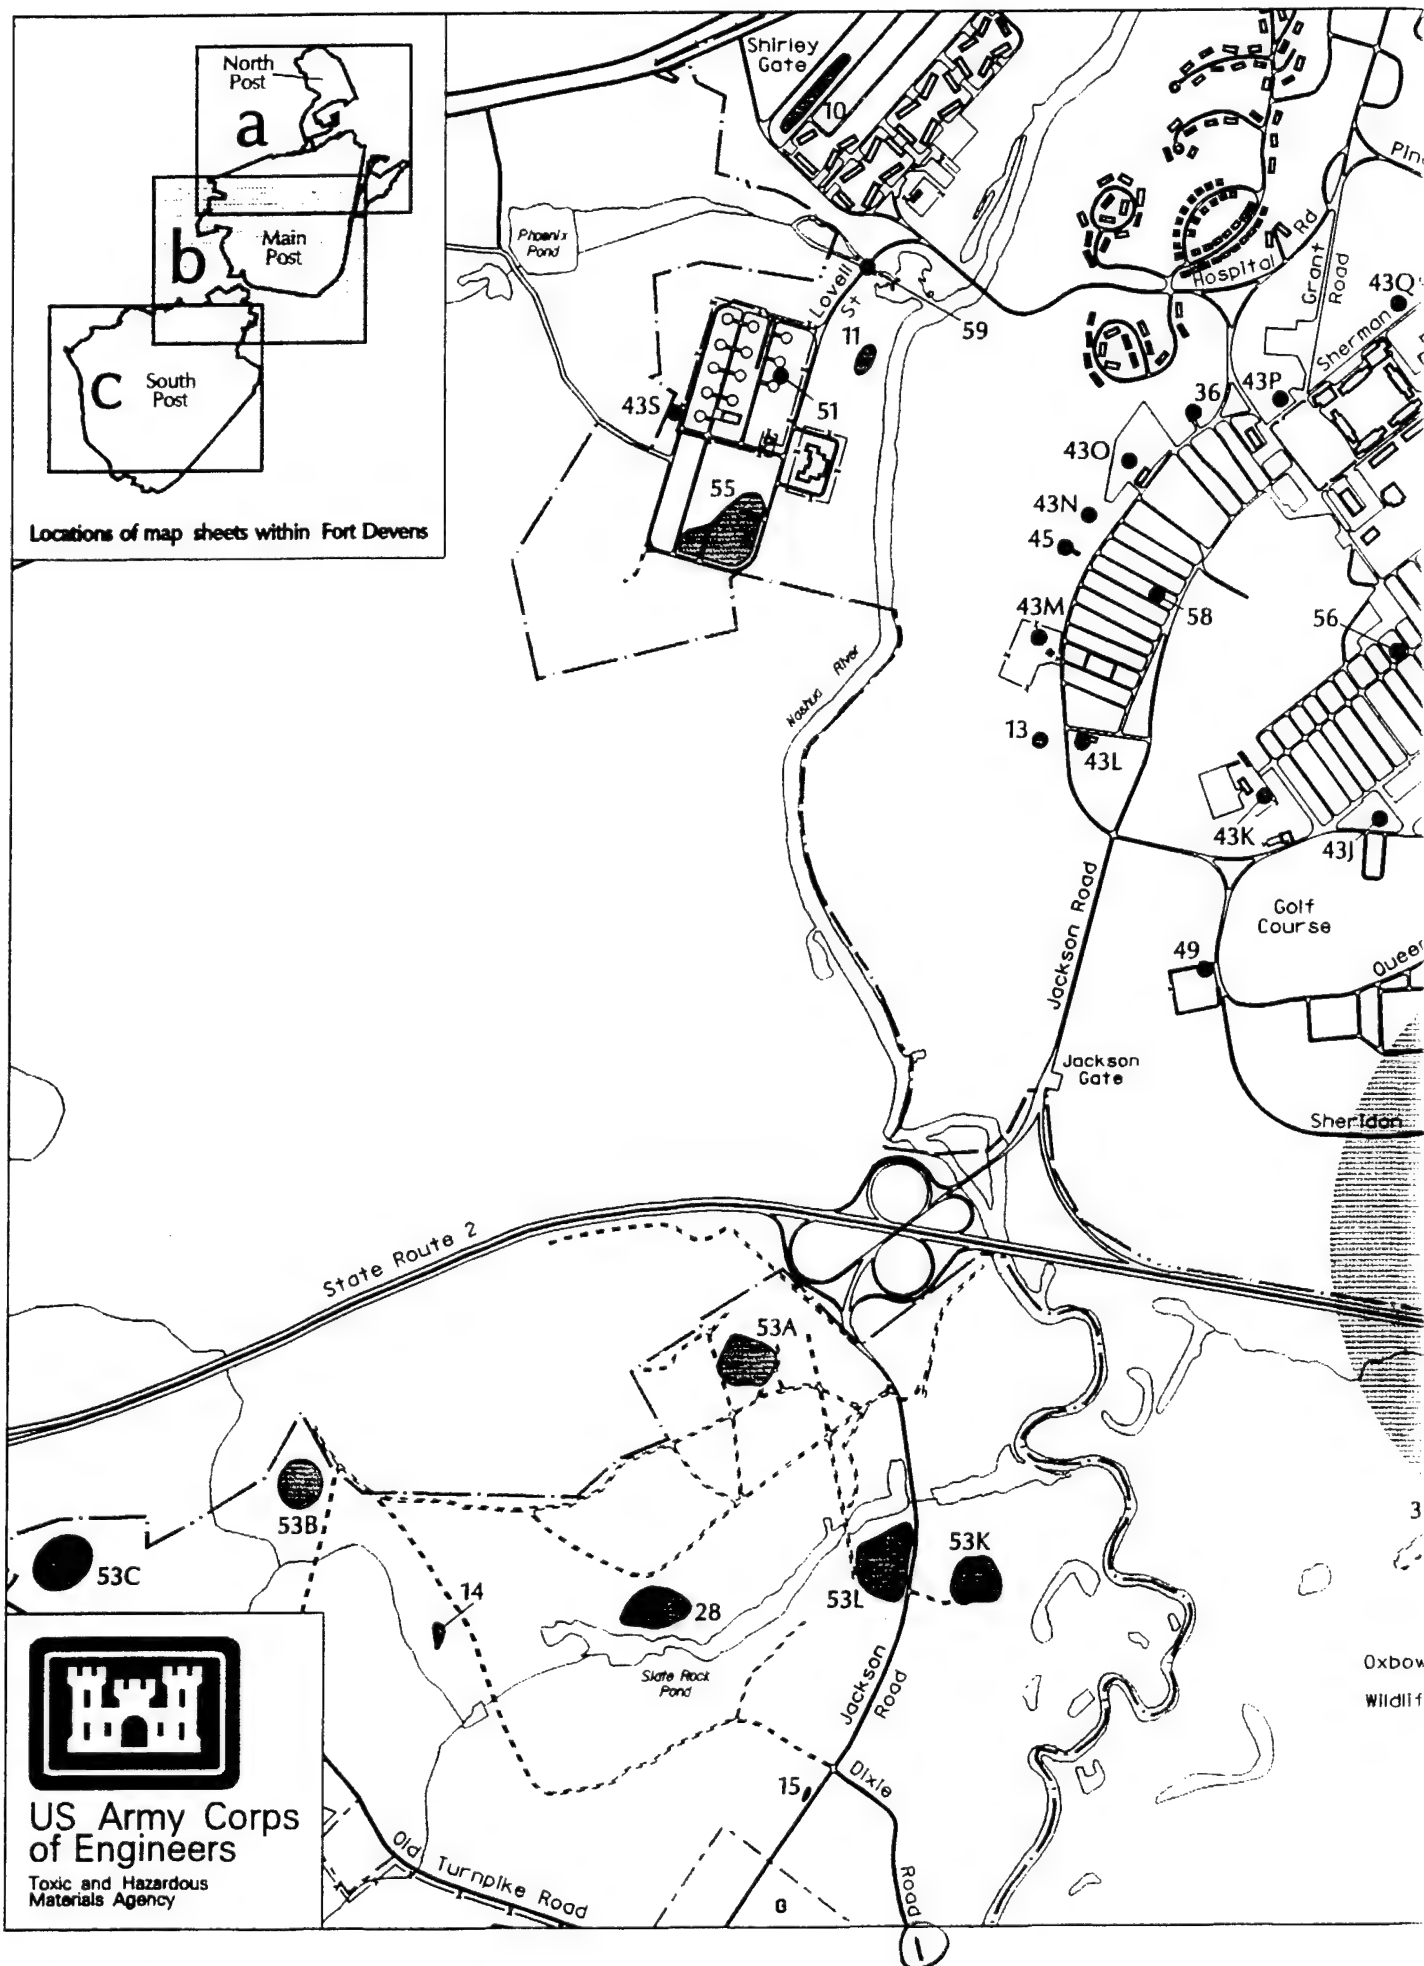 North
Post
a
b
Main
Post
C
South
Post
Locations of map sheets within Fort Devens
Shirley
Gate
10
Phoenix
Pond
Lovell
St
11
59
43S
51
55
Hospital
Rd
Grant
Road
43Q
Sherman
43P
36
43O
43N
45
43M
58
56
13
43L
43K
43J
Nashua River
Golf
Course
49
Jackson Road
Jackson
Gate
Sheridan
State Route 2
53A
53B
53C
14
28
53L
53K
Slate Rock
Pond
Jackson
Road
15
Dixie
Road
Old Turnpike Road
US Army Corps
of Engineers
Toxic and Hazardous
Materials Agency